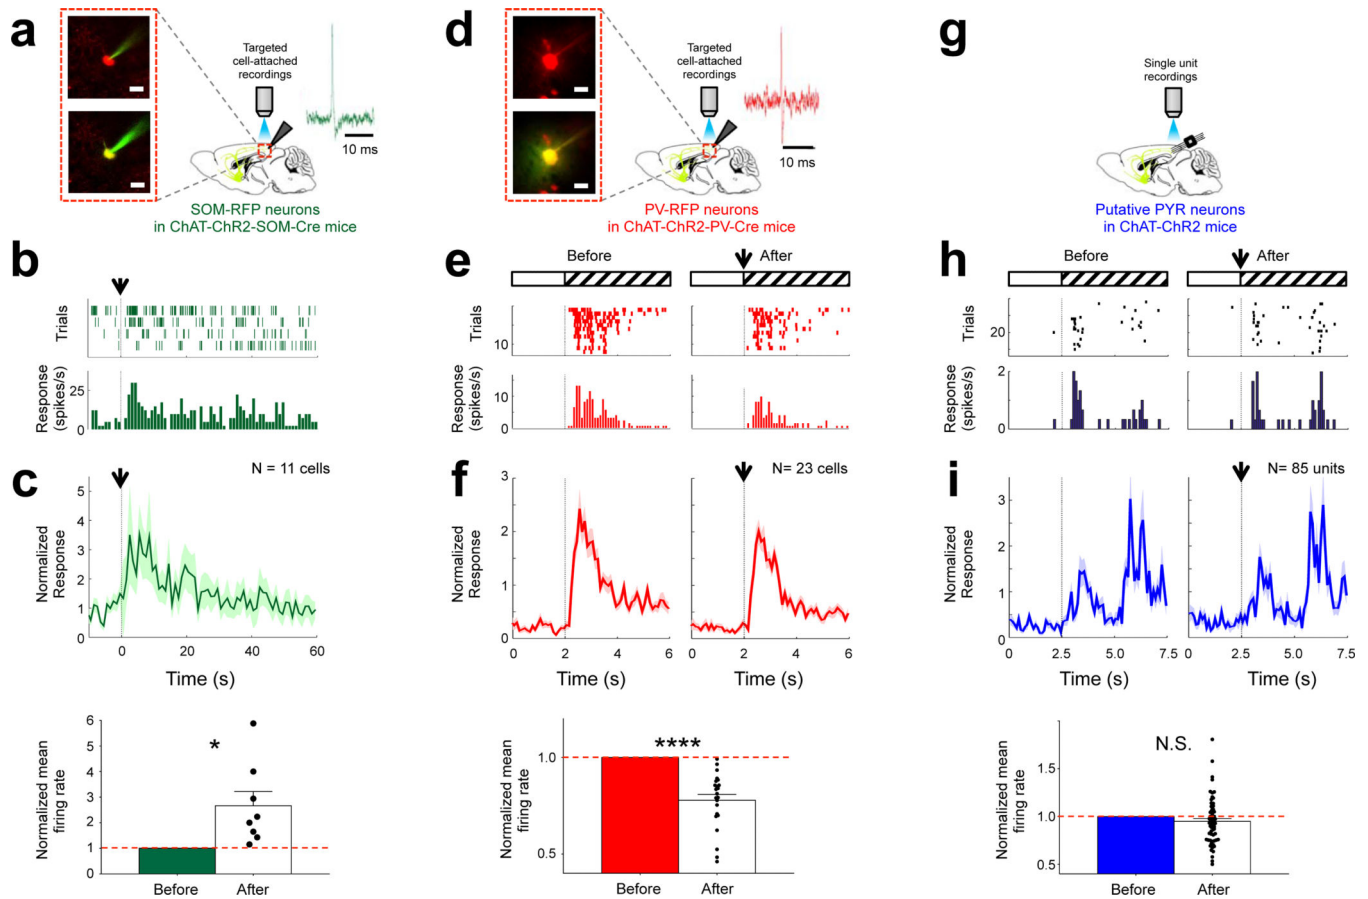 a
Targeted
cell-attached
recordings
10 ms
SOM-RFP neurons
in ChAT-ChR2-SOM-Cre mice
d
Targeted
cell-attached
recordings
10 ms
PV-RFP neurons
in ChAT-ChR2-PV-Cre mice
g
Single unit
recordings
Putative PYR neurons
in ChAT-ChR2 mice
b
Trials
Response
(spikes/s)
25
0
e
Before
After
Trials
10
Response
(spikes/s)
10
0
h
Before
After
Trials
20
Response
(spikes/s)
2
1
0
c
N = 11 cells
Normalized
Response
5
4
3
2
1
0
0
20
40
60
Time (s)
f
N= 23 cells
Normalized
Response
3
2
1
0
0
2
4
6
0
2
4
6
Time (s)
Time (s)
i
N= 85 units
Normalized
Response
3
2
1
0
0
2.5
5
7.5
0
2.5
5
7.5
Time (s)
Time (s)
Normalized mean
firing rate
6
5
4
3
2
1
0
*
Before
After
Normalized mean
firing rate
1.0
0.5
****
Before
After
Normalized mean
firing rate
1.5
1.0
0.5
N.S.
Before
After